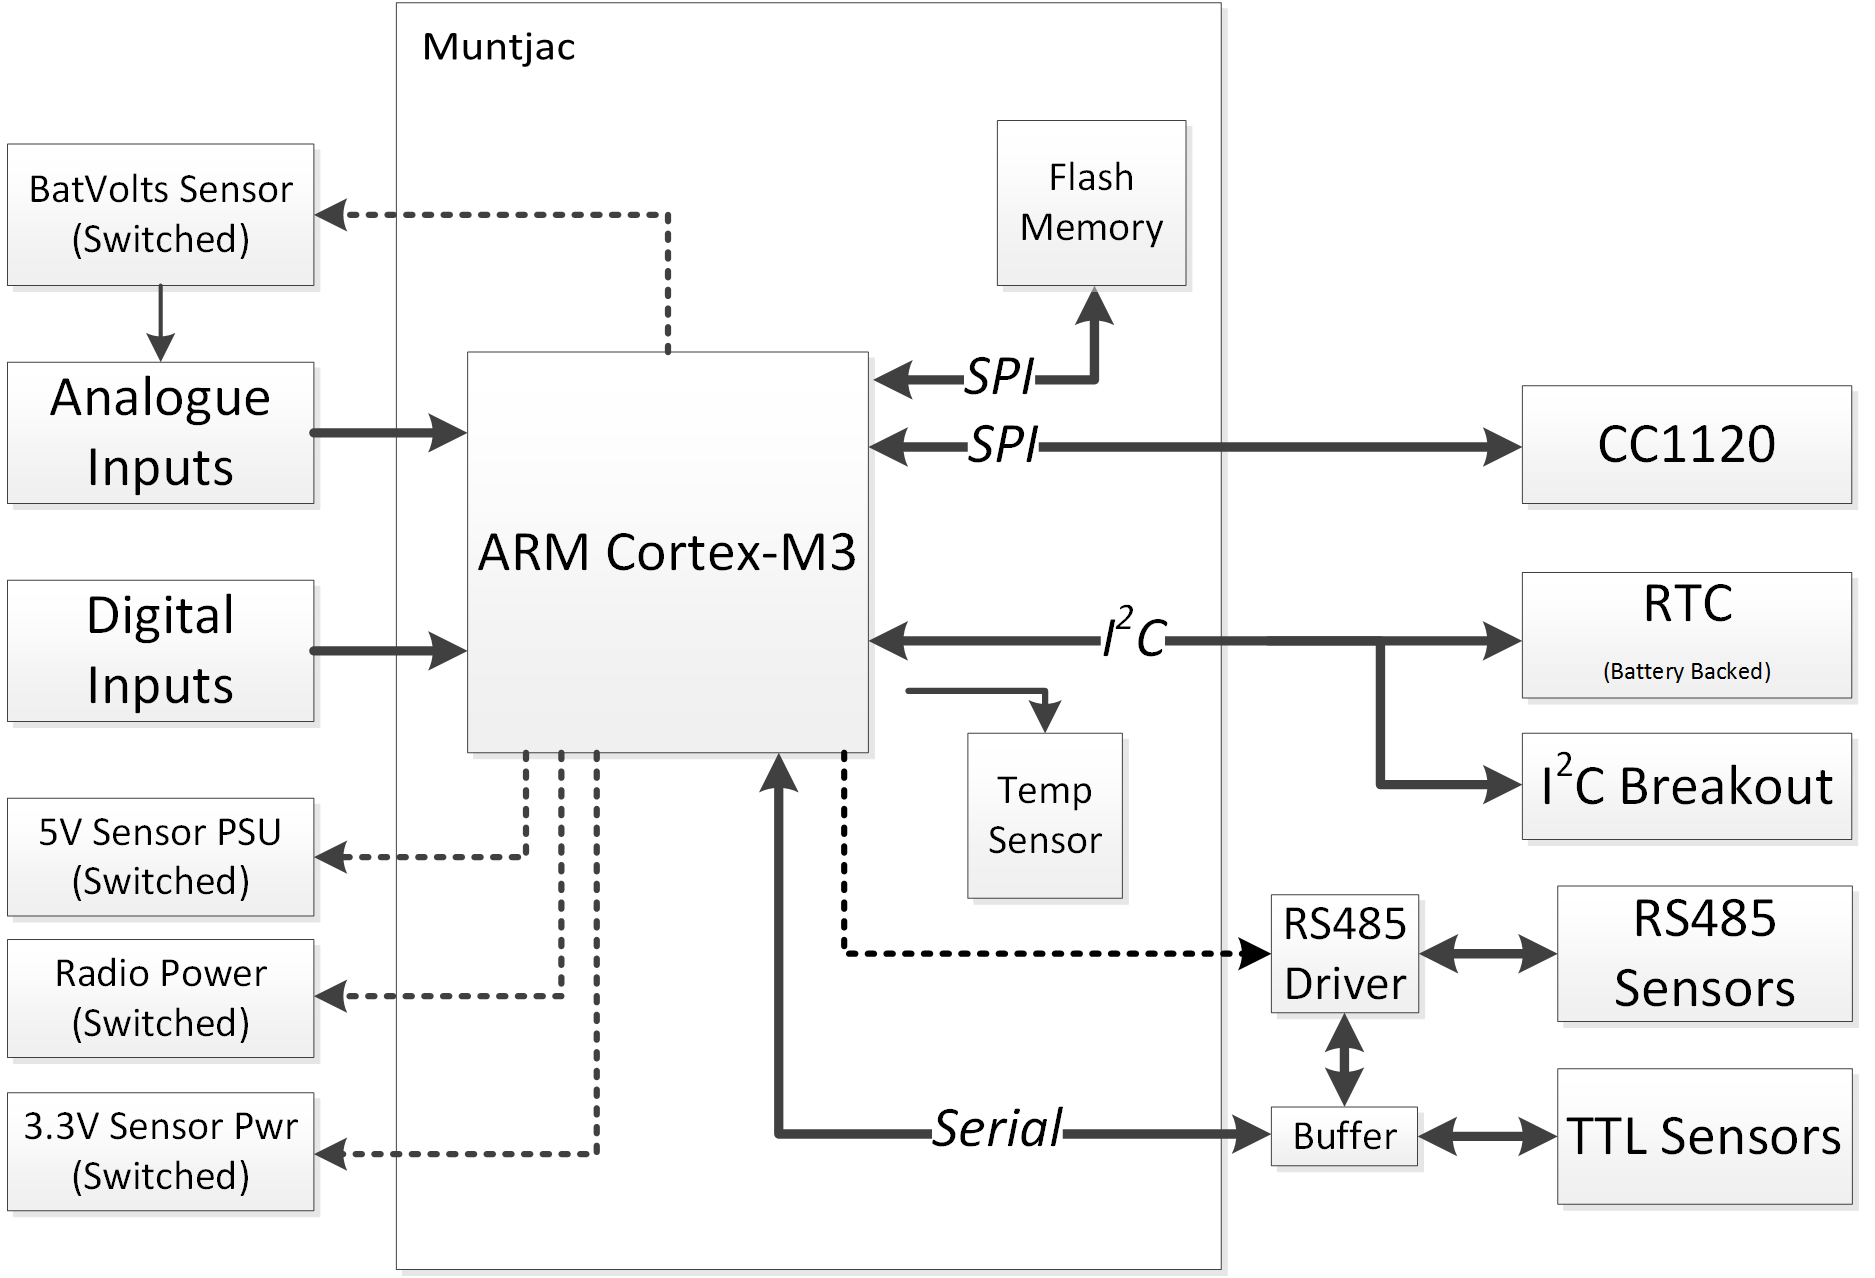 Muntjac
BatVolts Sensor
(Switched)
Flash
Memory
Analogue
Inputs
SPI
SPI
CC1120
ARM Cortex-M3
Digital
Inputs
I²C
RTC
(Battery Backed)
Temp
Sensor
I²C Breakout
5V Sensor PSU
(Switched)
RS485
Driver
RS485
Sensors
Radio Power
(Switched)
3.3V Sensor Pwr
(Switched)
Serial
Buffer
TTL Sensors